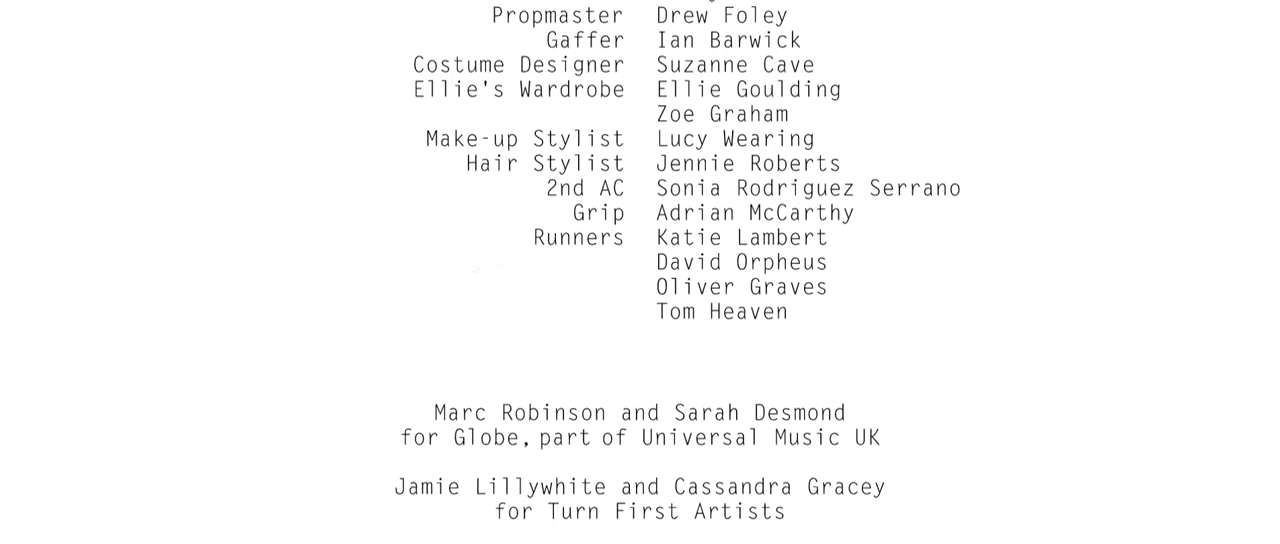 Propmaster Drew Foley
Gaffer Ian Barwick
Costume Designer Suzanne Cave
Ellie's Wardrobe Ellie Goulding
Zoe Graham
Make-up Stylist Lucy Wearing
Hair Stylist Jennie Roberts
2nd AC Sonia Rodriguez Serrano
Grip Adrian McCarthy
Runners Katie Lambert
David Orpheus
Oliver Graves
Tom Heaven
Marc Robinson and Sarah Desmond
for Globe, part of Universal Music UK
Jamie Lillywhite and Cassandra Gracey
for Turn First Artists